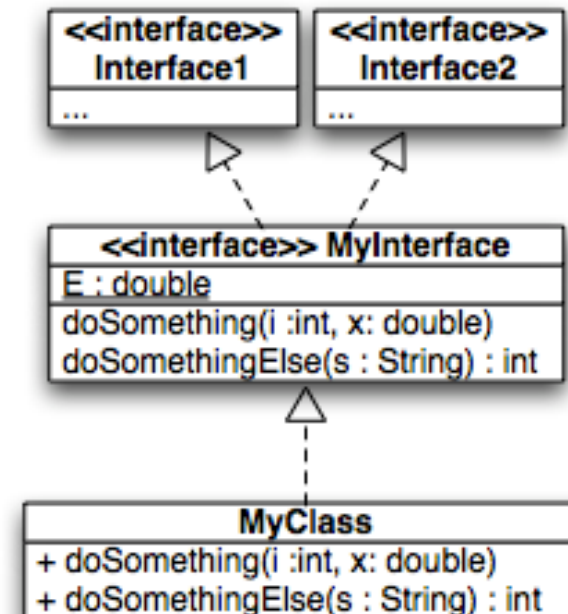 <<interface>>
Interface1
...
<<interface>>
Interface2
...
<<interface>> MyInterface
E : double
doSomething(i :int, x: double)
doSomethingElse(s : String) : int
MyClass
+ doSomething(i :int, x: double)
+ doSomethingElse(s : String) : int